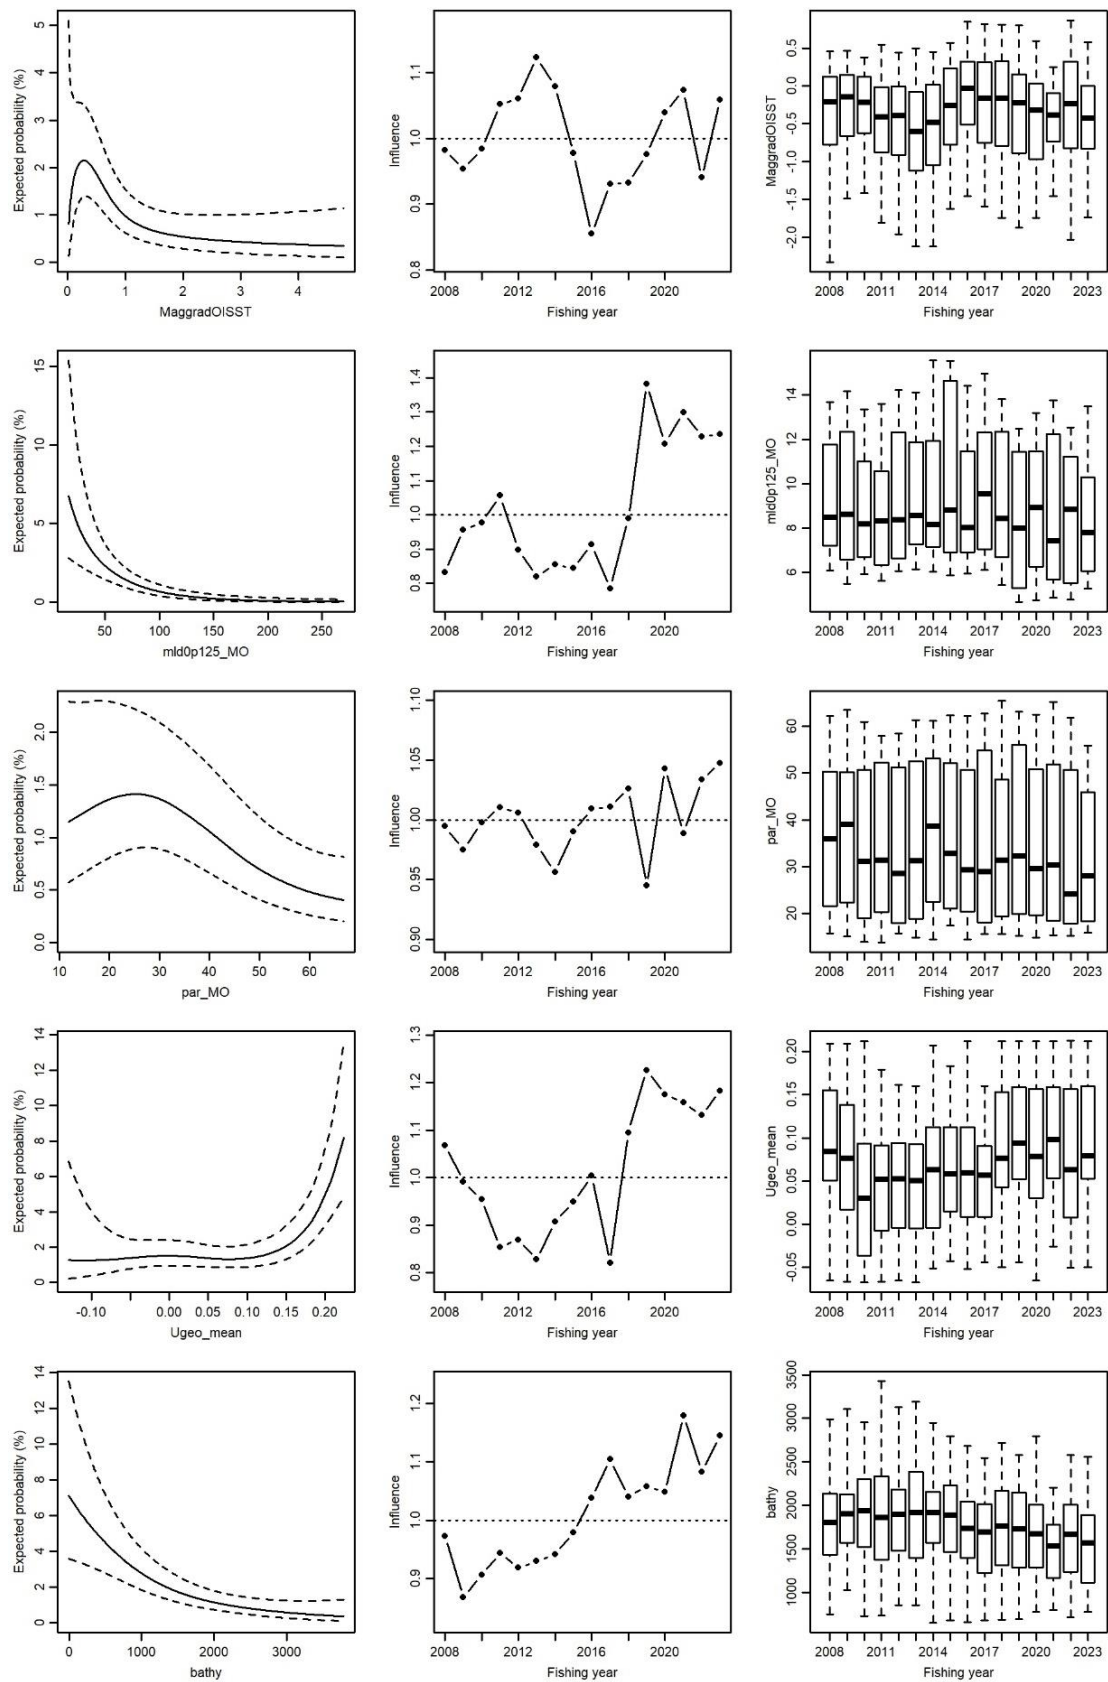 Expected probability (%)
0 1 2 3 4 5
0 1 2 3 4
MaggradOISST
Influence
0.8 0.9 1.0 1.1
2008 2012 2016 2020
Fishing year
MaggradOISST
-2.0 -1.5 -1.0 -0.5 0.0 0.5
2008 2011 2014 2017 2020 2023
Fishing year
Expected probability (%)
0 5 10 15
50 100 150 200 250
mld0p125_MO
Influence
0.8 0.9 1.0 1.1 1.2 1.3 1.4
2008 2012 2016 2020
Fishing year
mld0p125_MO
6 8 10 12 14
2008 2011 2014 2017 2020 2023
Fishing year
Expected probability (%)
0.0 0.5 1.0 1.5 2.0
10 20 30 40 50 60
par_MO
Influence
0.90 0.95 1.00 1.05 1.10
2008 2012 2016 2020
Fishing year
par_MO
20 30 40 50 60
2008 2011 2014 2017 2020 2023
Fishing year
Expected probability (%)
0 2 4 6 8 10 12 14
-0.10 0.00 0.05 0.10 0.15 0.20
Ugeo_mean
Influence
0.8 0.9 1.0 1.1 1.2 1.3
2008 2012 2016 2020
Fishing year
Ugeo_mean
-0.05 0.00 0.05 0.10 0.15 0.20
2008 2011 2014 2017 2020 2023
Fishing year
Expected probability (%)
0 2 4 6 8 10 12 14
0 1000 2000 3000
bathy
Influence
0.9 1.0 1.1 1.2
2008 2012 2016 2020
Fishing year
bathy
1000 1500 2000 2500 3000 3500
2008 2011 2014 2017 2020 2023
Fishing year